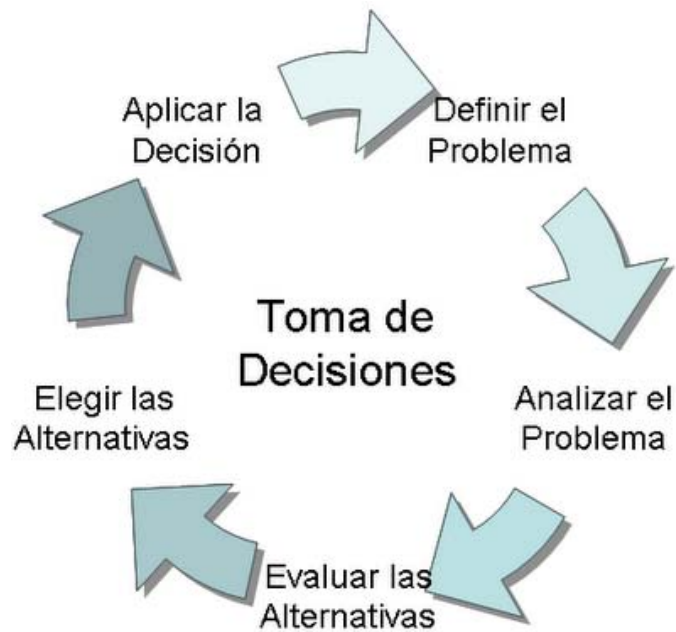 Aplicar la
Decisión
Definir el
Problema
Toma de
Decisiones
Elegir las
Alternativas
Analizar el
Problema
Evaluar las
Alternativas